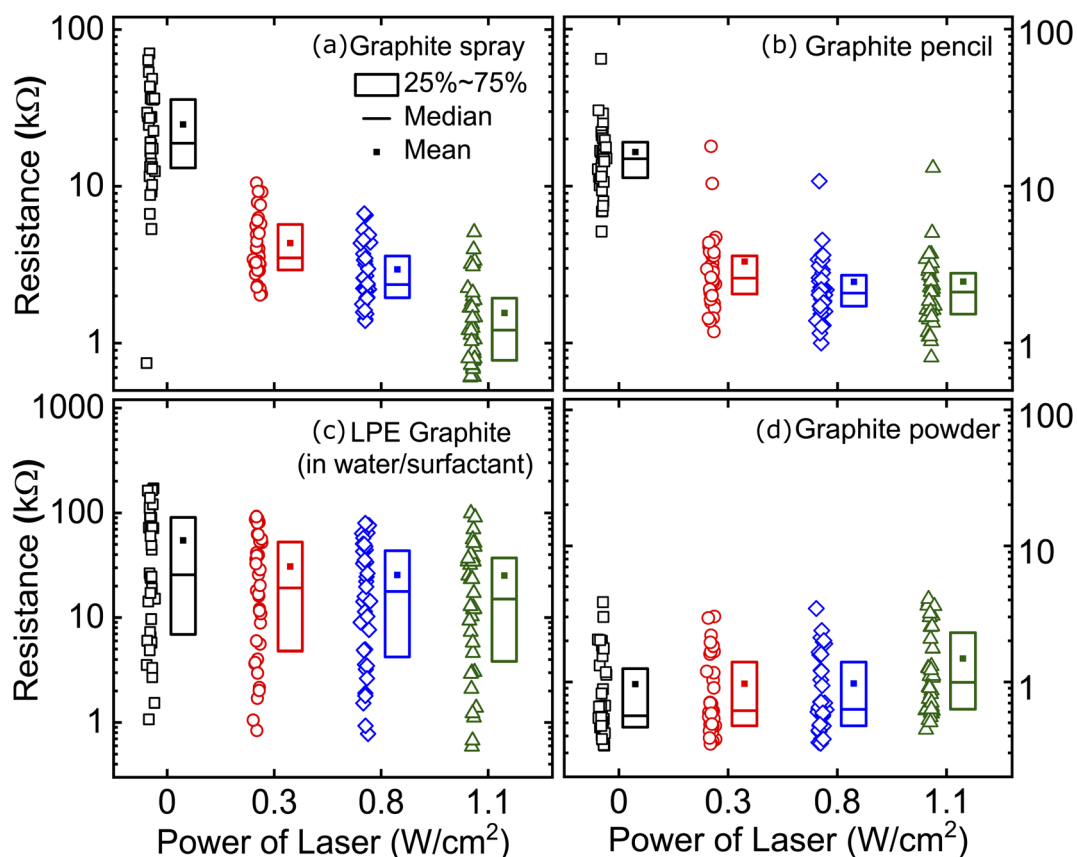 (a) Graphite spray
25%~75%
Median
Mean
Resistance (kΩ)
100
10
1
(b) Graphite pencil
100
10
1
(c) LPE Graphite
(in water/surfactant)
Resistance (kΩ)
1000
100
10
1
0
0.3
0.8
1.1
Power of Laser (W/cm²)
(d) Graphite powder
100
10
1
0
0.3
0.8
1.1
Power of Laser (W/cm²)